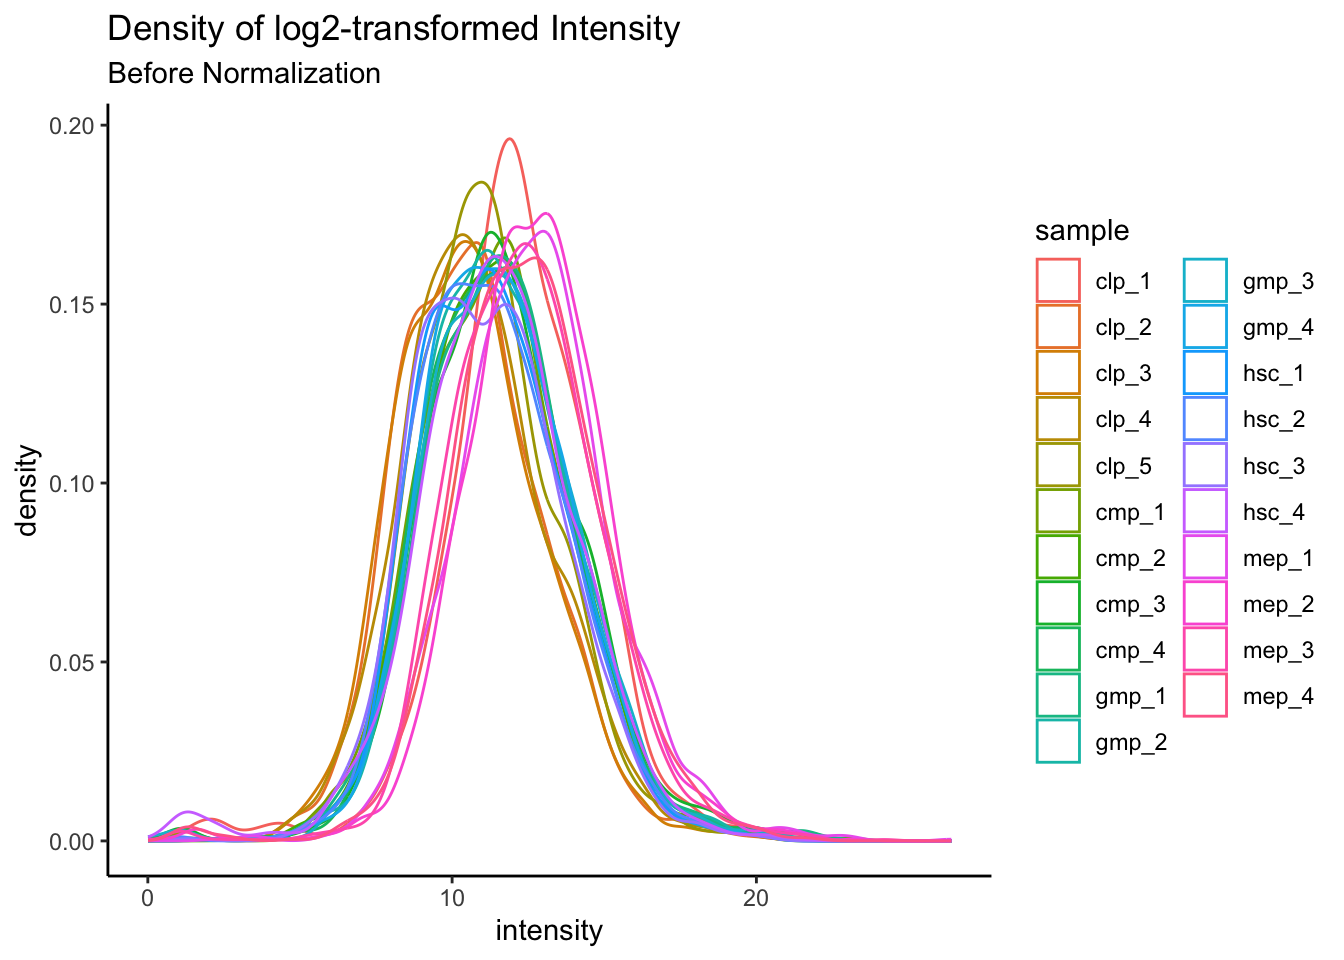 Density of log2-transformed Intensity
Before Normalization
0.20
0.15
0.10
0.05
0.00
density
0 10 20
intensity
sample
clp_1
clp_2
clp_3
clp_4
clp_5
cmp_1
cmp_2
cmp_3
cmp_4
gmp_1
gmp_2
gmp_3
gmp_4
hsc_1
hsc_2
hsc_3
hsc_4
mep_1
mep_2
mep_3
mep_4